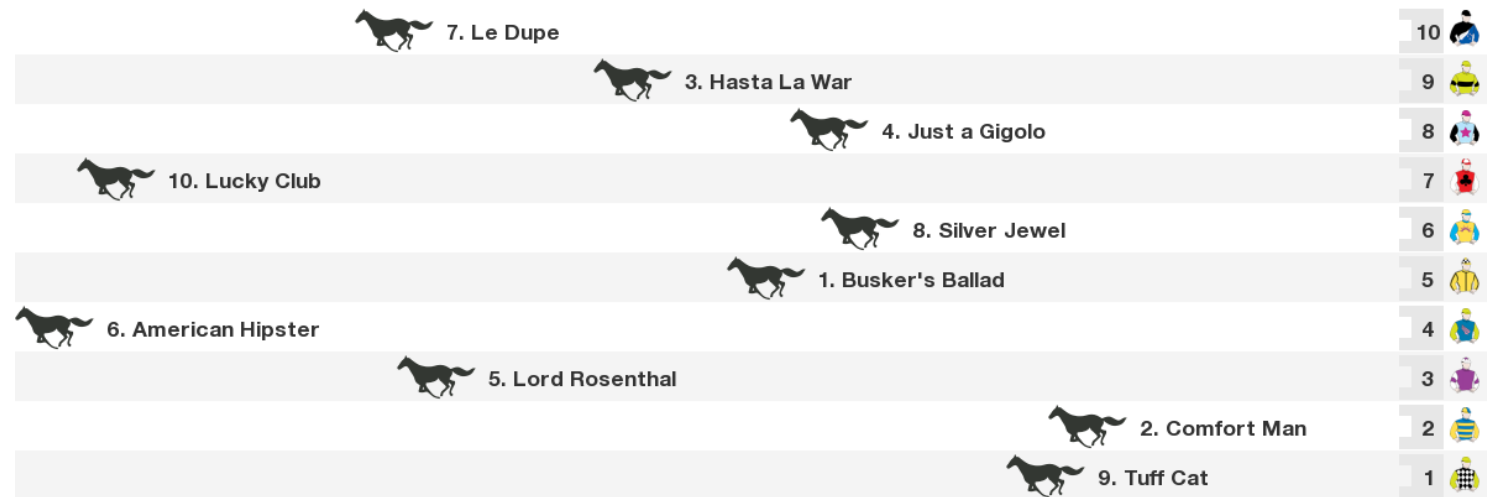 7. Le Dupe 10
3. Hasta La War 9
4. Just a Gigolo 8
10. Lucky Club 7
8. Silver Jewel 6
1. Busker's Ballad 5
6. American Hipster 4
5. Lord Rosenthal 3
2. Comfort Man 2
9. Tuff Cat 1